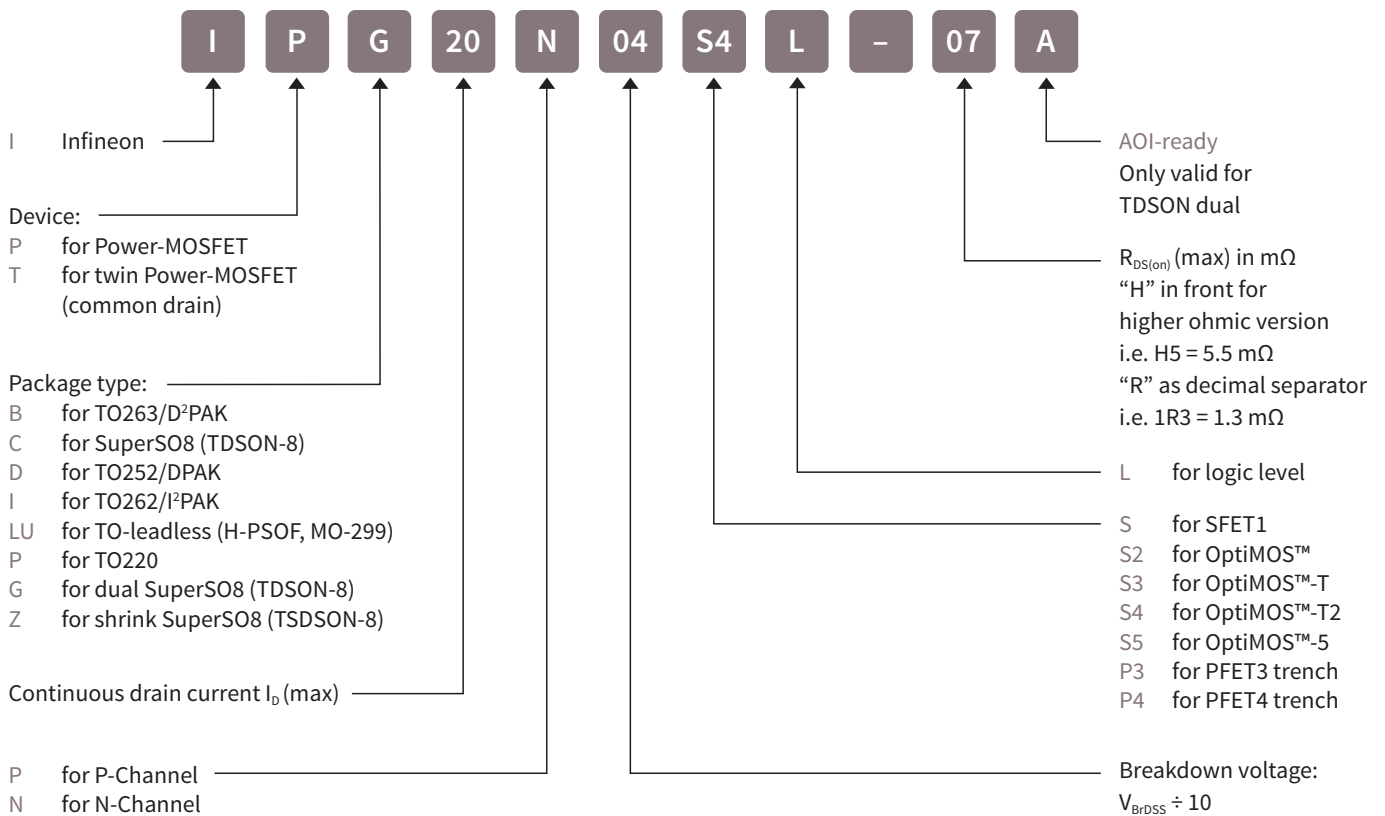 I P G 20 N 04 S4 L – 07 A
I Infineon
Device:
P for Power-MOSFET
T for twin Power-MOSFET
(common drain)
Package type:
B for TO263/D²PAK
C for SuperSO8 (TDSON-8)
D for TO252/DPAK
I for TO262/I²PAK
LU for TO-leadless (H-PSOF, MO-299)
P for TO220
G for dual SuperSO8 (TDSON-8)
Z for shrink SuperSO8 (TSDSON-8)
Continuous drain current I_D (max)
P for P-Channel
N for N-Channel
AOI-ready
Only valid for
TDSON dual
R_DS(on) (max) in mΩ
“H” in front for
higher ohmic version
i.e. H5 = 5.5 mΩ
“R” as decimal separator
i.e. 1R3 = 1.3 mΩ
L for logic level
S for SFET1
S2 for OptiMOS™
S3 for OptiMOS™-T
S4 for OptiMOS™-T2
S5 for OptiMOS™-5
P3 for PFET3 trench
P4 for PFET4 trench
Breakdown voltage:
V_BrDSS ÷ 10